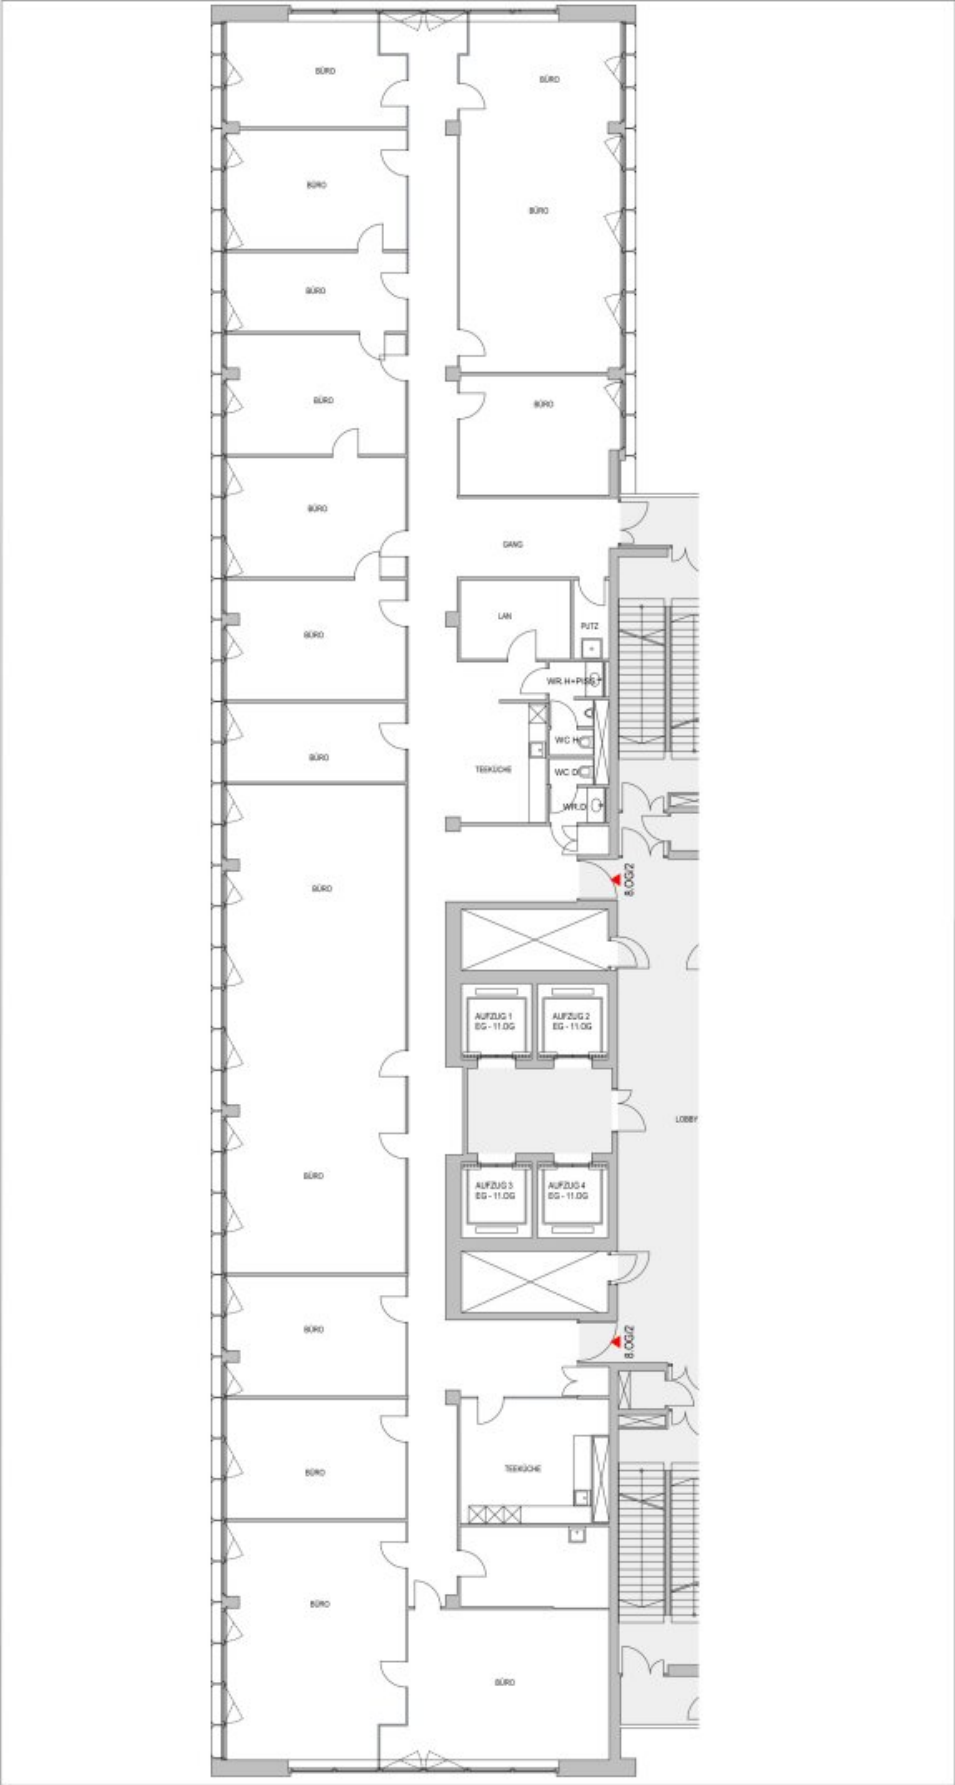 BÜRO
BÜRO
BÜRO
BÜRO
BÜRO
BÜRO
BÜRO
BÜRO
GANG
LAN
PUTZ
BÜRO
WR.H+PISS
WC H
BÜRO
TEEKÜCHE
WC D
WR.D
BÜRO
8.OG/2
AUFZUG 1
EG - 11.OG
AUFZUG 2
EG - 11.OG
LOBBY
BÜRO
AUFZUG 3
EG - 11.OG
AUFZUG 4
EG - 11.OG
BÜRO
8.OG/2
BÜRO
TEEKÜCHE
BÜRO
BÜRO